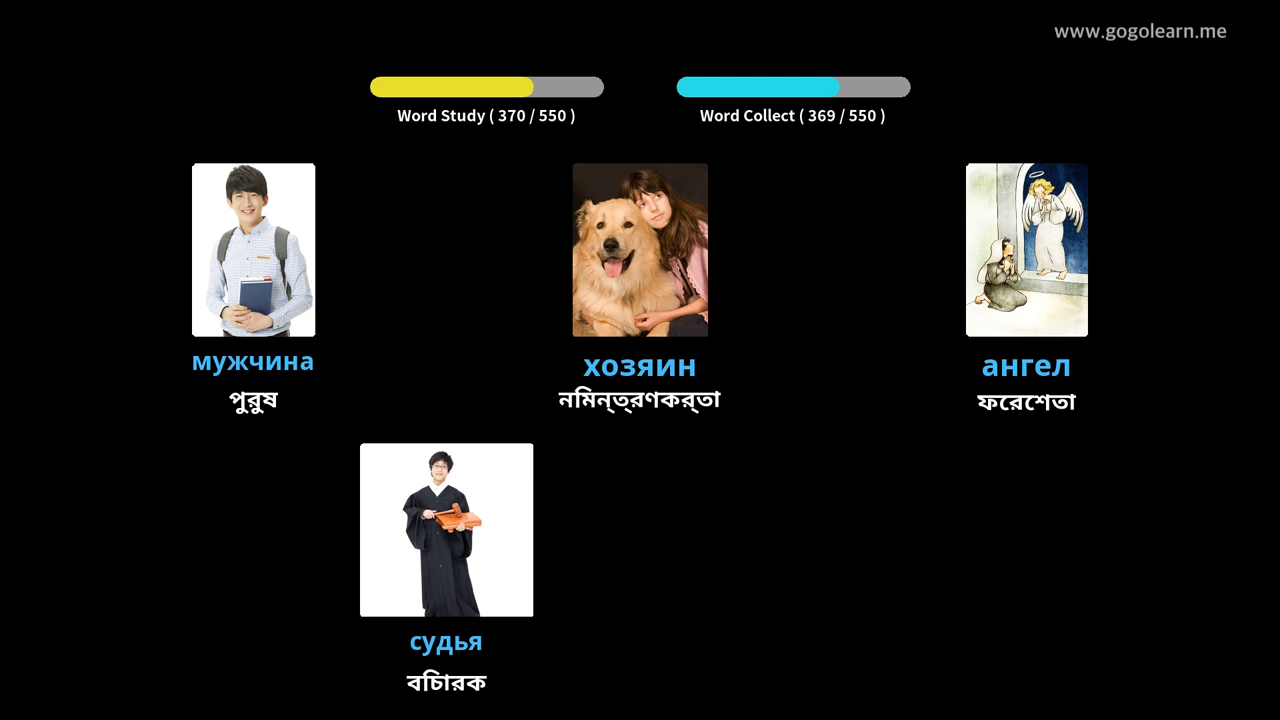 www.gogolearn.me
Word Study ( 370 / 550 )
Word Collect ( 369 / 550 )
мужчина
পুরুষ
хозяин
নিমন্ত্রণকর্তা
ангел
ফেরেশতা
судья
বিচারক